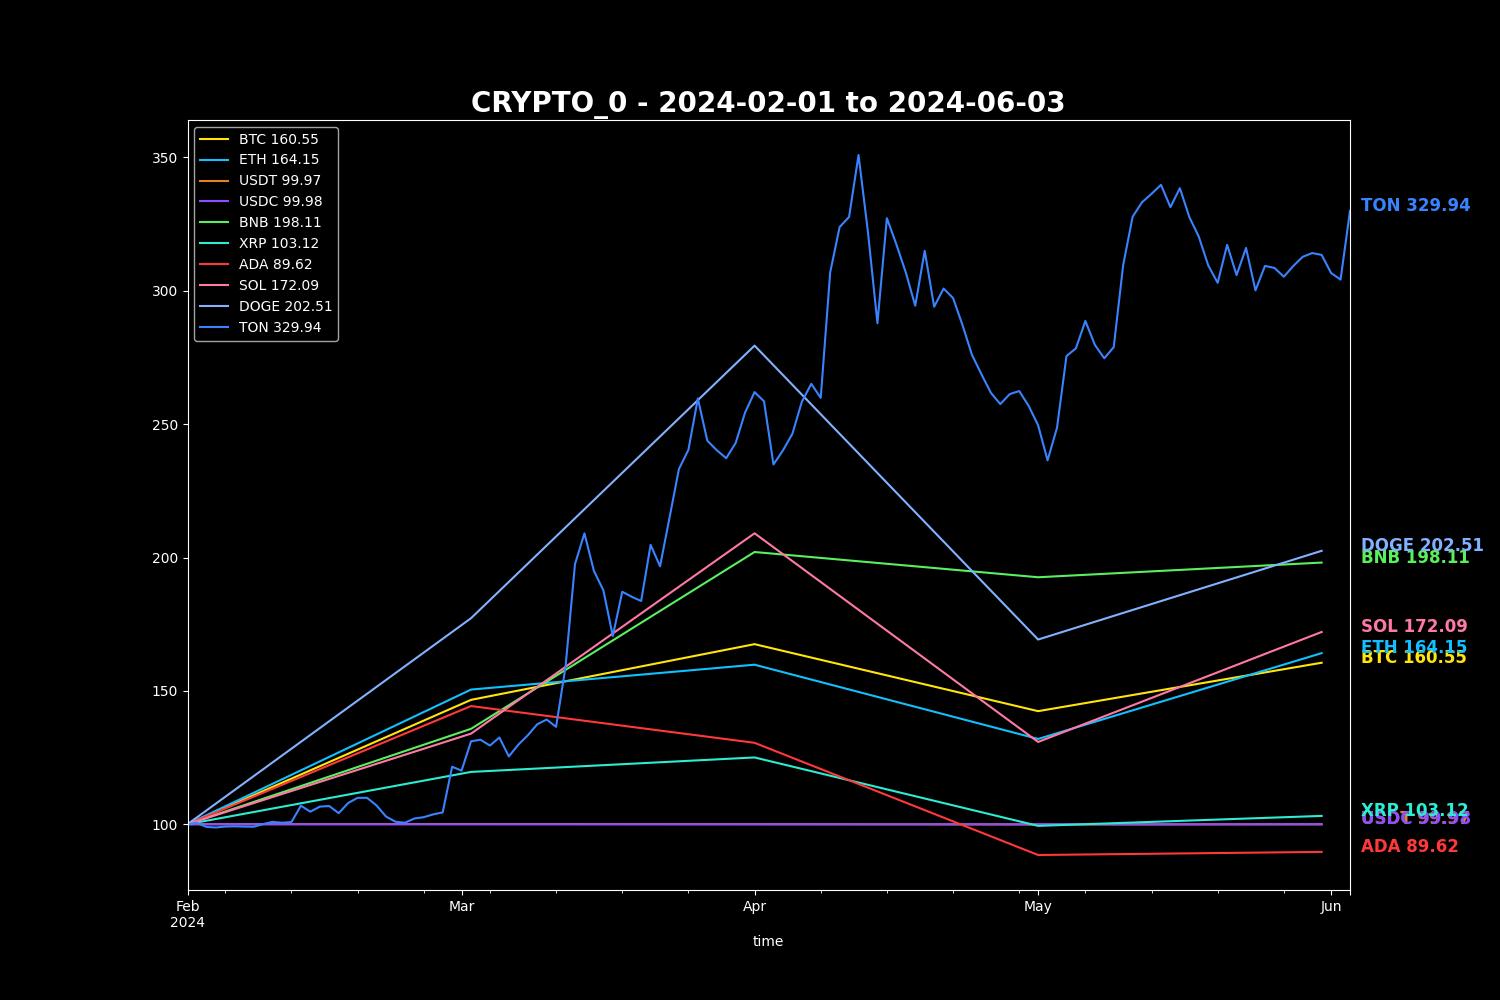 CRYPTO_0 - 2024-02-01 to 2024-06-03
BTC 160.55
ETH 164.15
USDT 99.97
USDC 99.98
BNB 198.11
XRP 103.12
ADA 89.62
SOL 172.09
DOGE 202.51
TON 329.94
350
300
250
200
150
100
TON 329.94
DOGE 202.51
BNB 198.11
SOL 172.09
ETH 164.15
BTC 160.55
XRP 103.12
USDC 99.98
ADA 89.62
Feb
2024
Mar
Apr
May
Jun
time